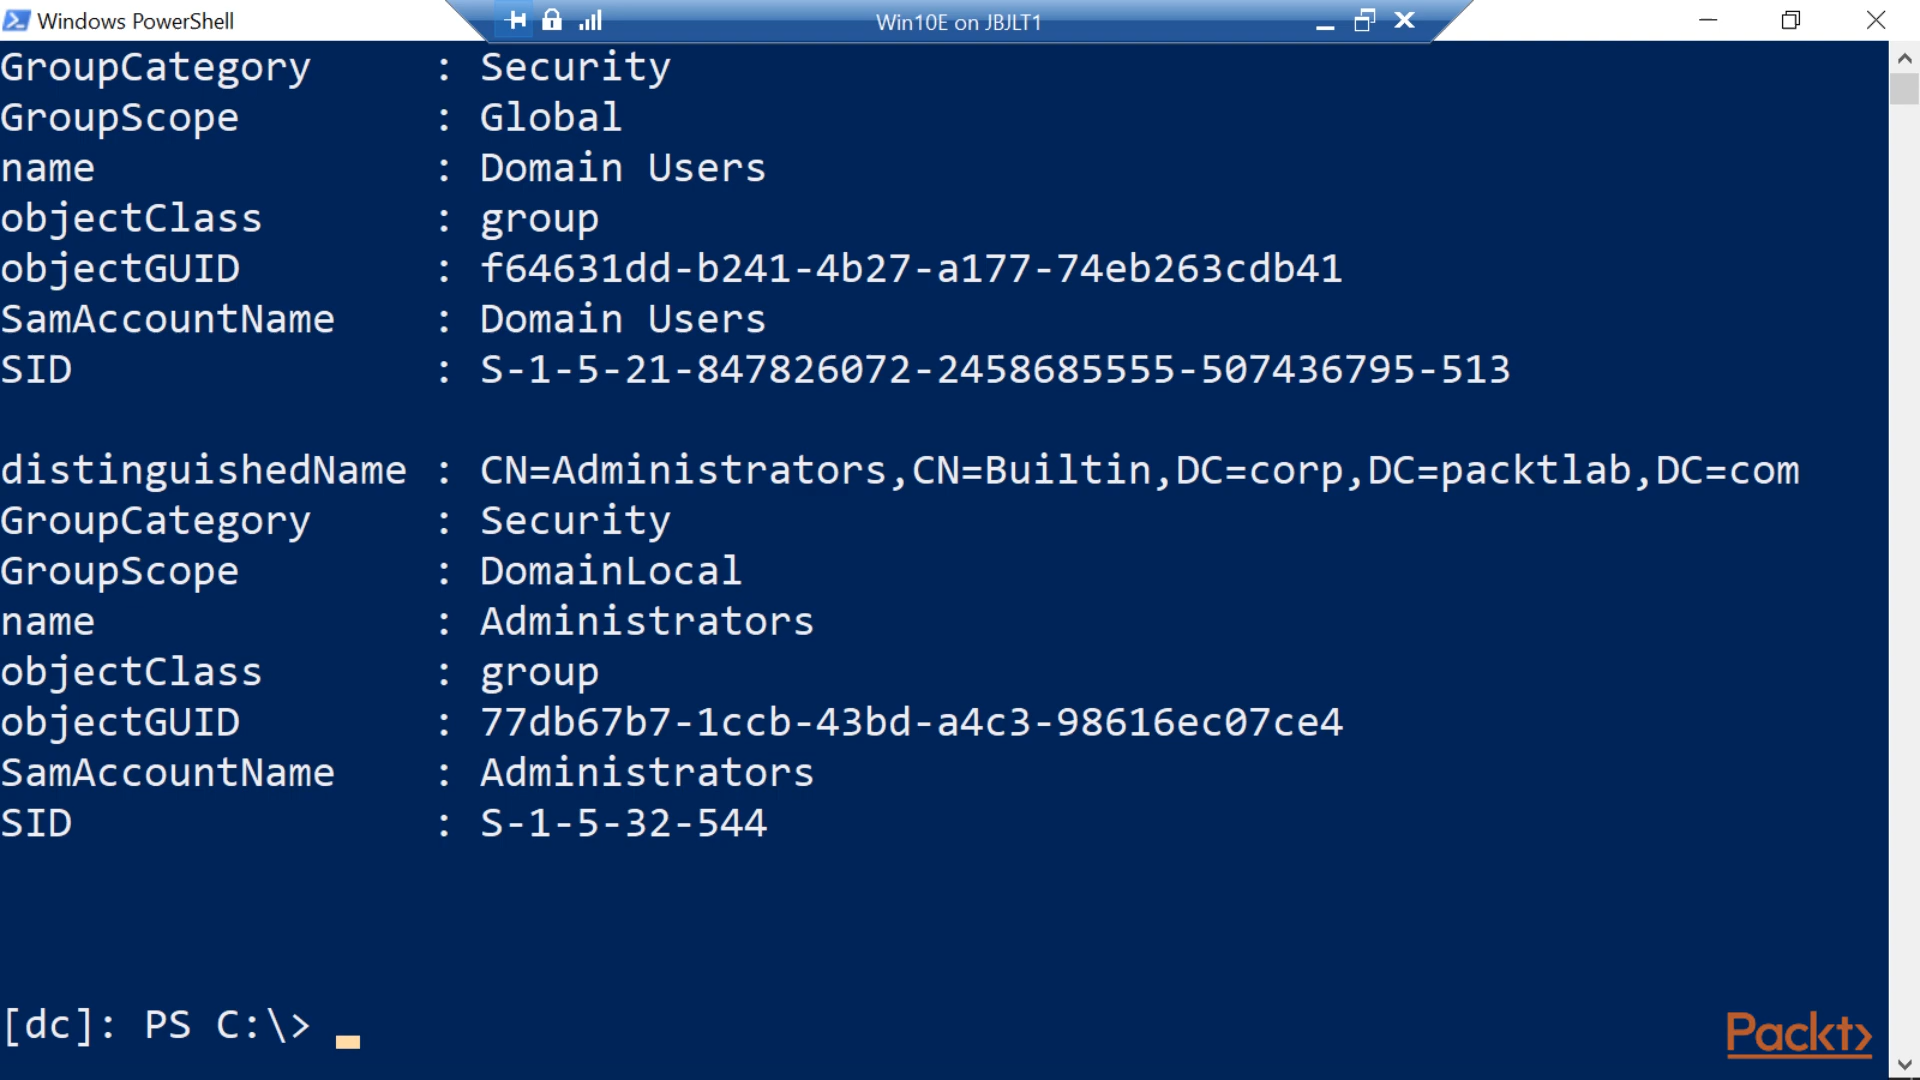 Windows PowerShell
Win10E on JBJLT1
GroupCategory : Security
GroupScope : Global
name : Domain Users
objectClass : group
objectGUID : f64631dd-b241-4b27-a177-74eb263cdb41
SamAccountName : Domain Users
SID : S-1-5-21-847826072-2458685555-507436795-513
distinguishedName : CN=Administrators,CN=Builtin,DC=corp,DC=packtlab,DC=com
GroupCategory : Security
GroupScope : DomainLocal
name : Administrators
objectClass : group
objectGUID : 77db67b7-1ccb-43bd-a4c3-98616ec07ce4
SamAccountName : Administrators
SID : S-1-5-32-544
[dc]: PS C:\>
Packt>